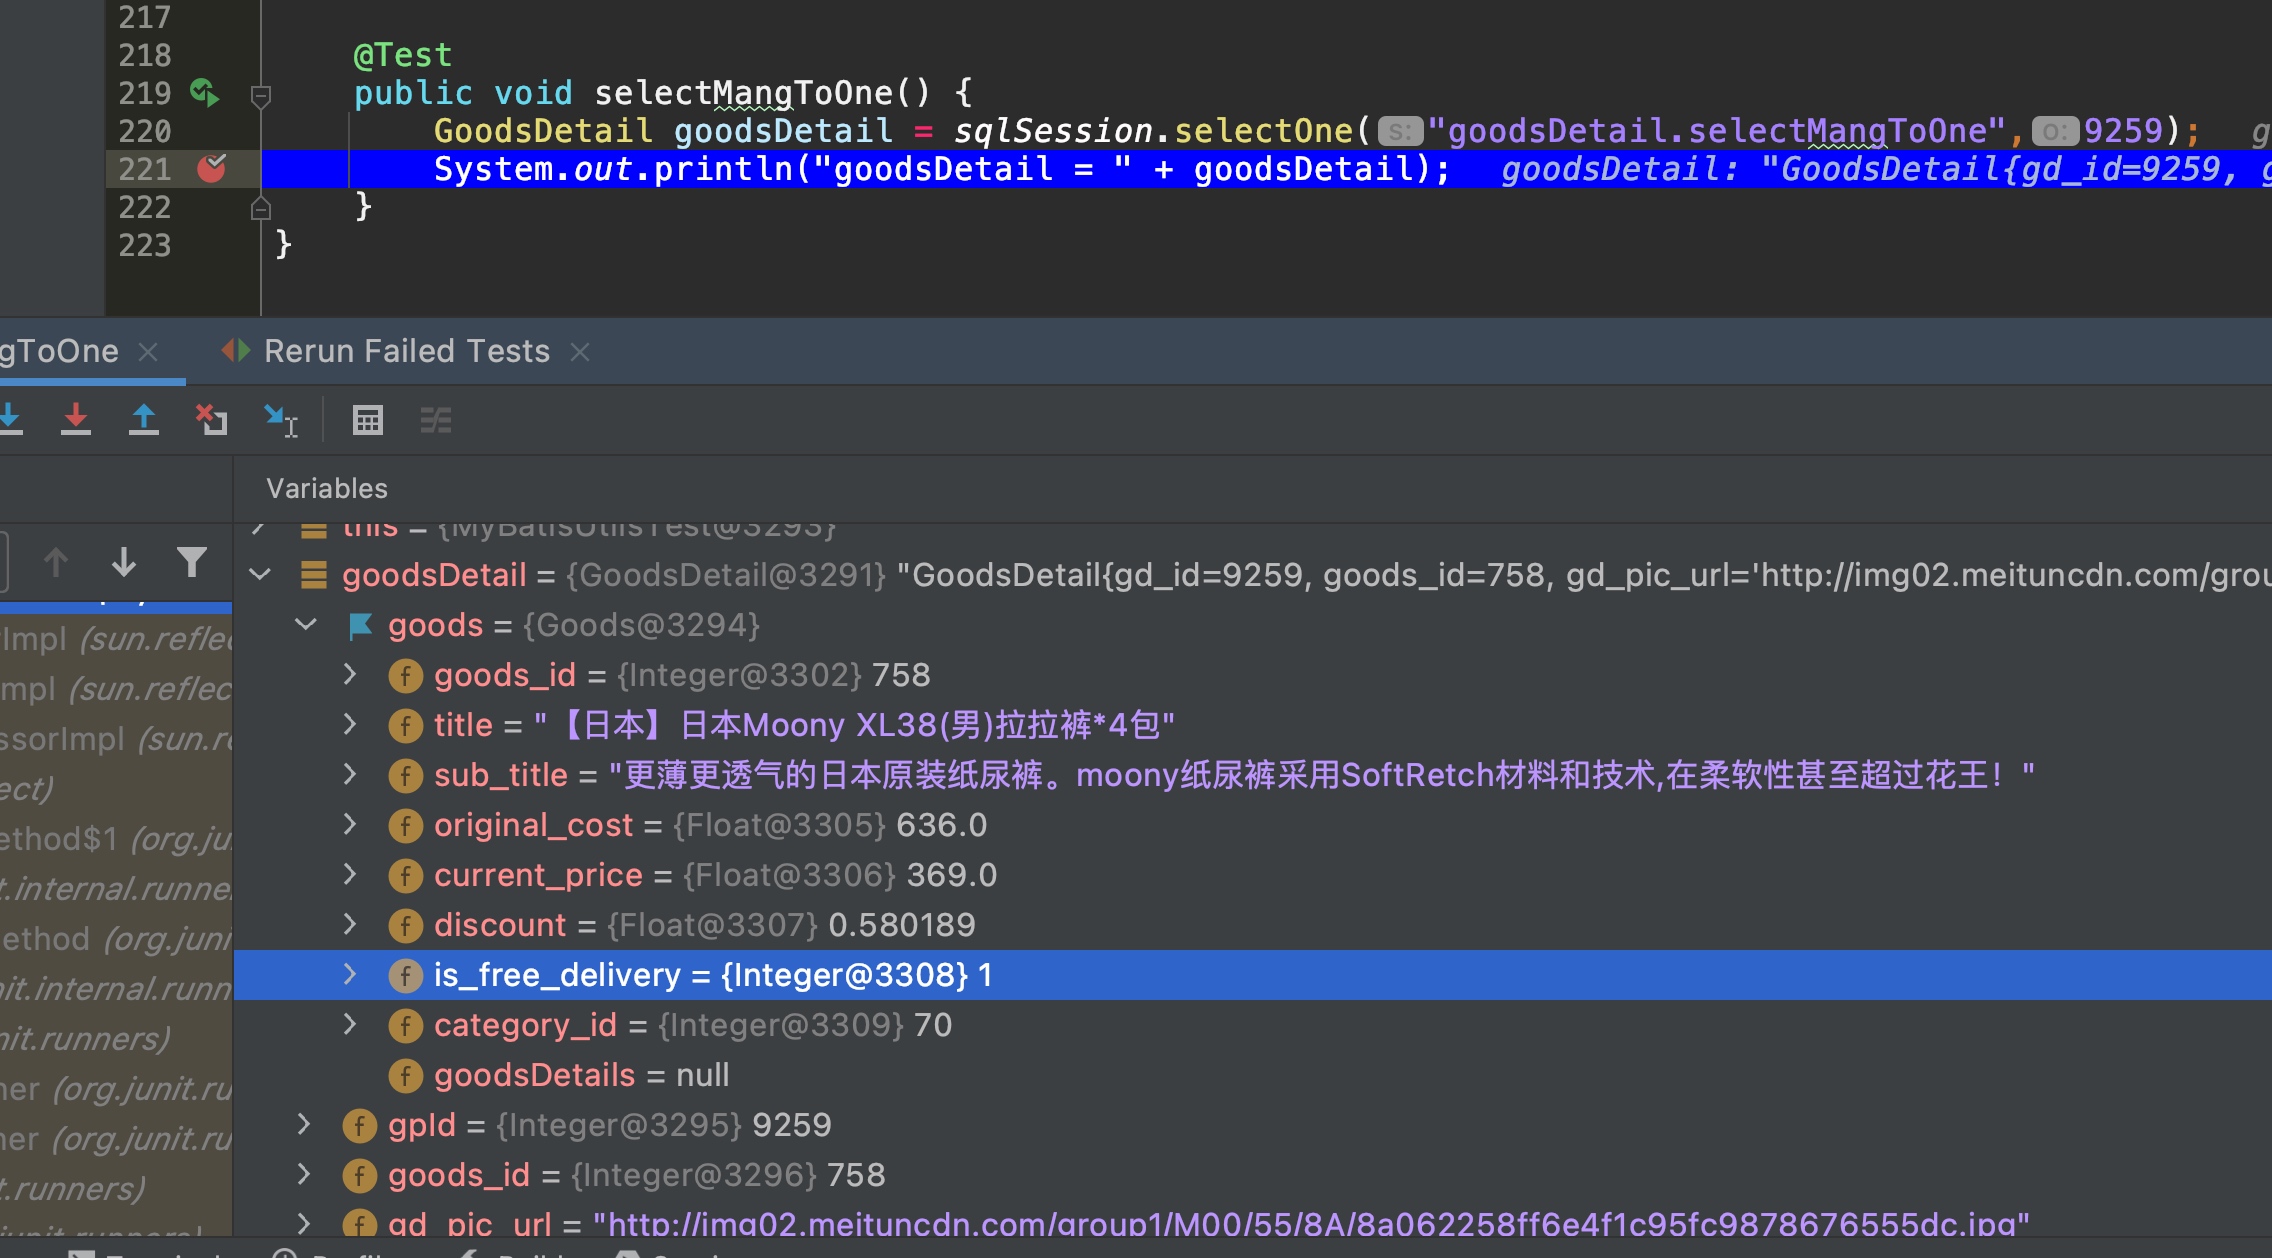 217
218 @Test
219 public void selectMangToOne() {
220 GoodsDetail goodsDetail = sqlSession.selectOne( s: "goodsDetail.selectMangToOne", o: 9259); g
221 System.out.println("goodsDetail = " + goodsDetail); goodsDetail: "GoodsDetail{gd_id=9259, g
222 }
223 }
gToOne Rerun Failed Tests
Variables
this = {MyBatisUtilsTest@3293}
goodsDetail = {GoodsDetail@3291} "GoodsDetail{gd_id=9259, goods_id=758, gd_pic_url='http://img02.meituncdn.com/grou
goods = {Goods@3294}
rImpl (sun.reflec
goods_id = {Integer@3302} 758
mpl (sun.reflec
title = "【日本】日本Moony XL38(男)拉拉裤*4包"
ssorImpl (sun.re
sub_title = "更薄更透气的日本原装纸尿裤。moony纸尿裤采用SoftRetch材料和技术,在柔软性甚至超过花王！"
ect)
original_cost = {Float@3305} 636.0
ethod$1 (org.ju
current_price = {Float@3306} 369.0
t.internal.runne
discount = {Float@3307} 0.580189
ethod (org.juni
is_free_delivery = {Integer@3308} 1
nit.internal.runn
category_id = {Integer@3309} 70
nit.runners)
goodsDetails = null
ner (org.junit.ru
gpId = {Integer@3295} 9259
ner (org.junit.ru
goods_id = {Integer@3296} 758
t.runners)
gd_pic_url = "http://img02.meituncdn.com/group1/M00/55/8A/8a062258ff6e4f1c95fc9878676555dc.jpg"